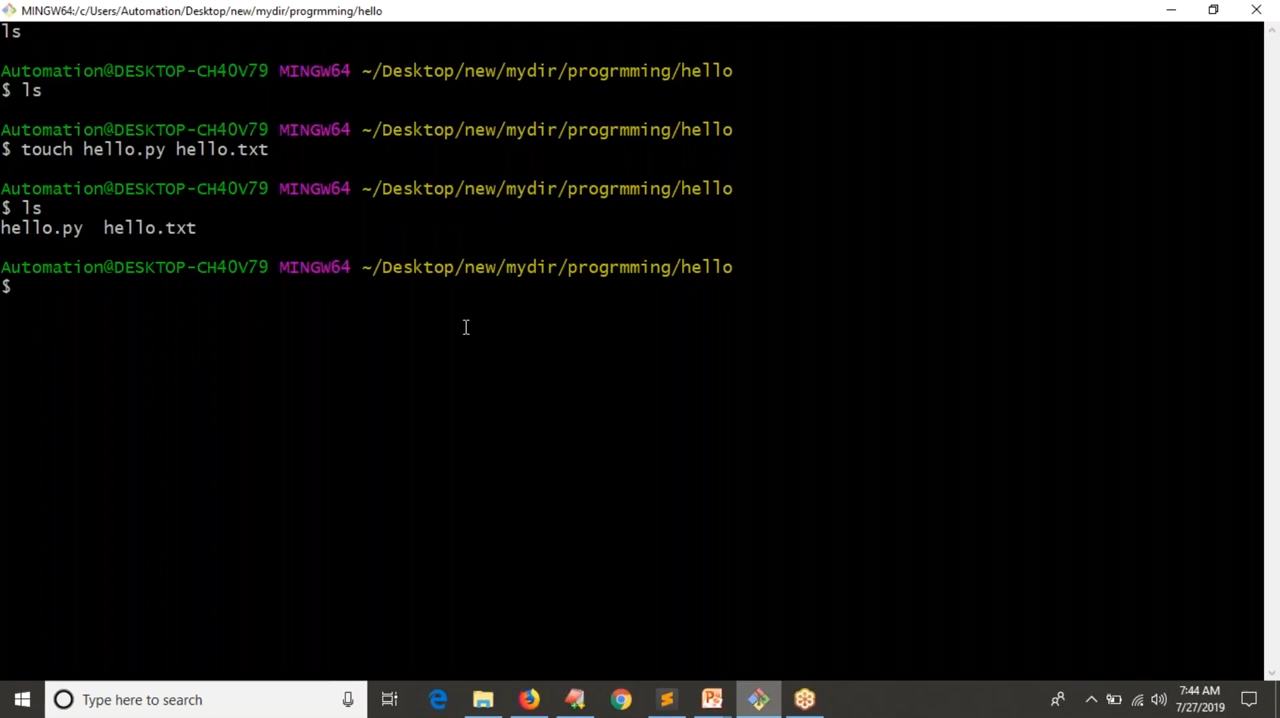 MINGW64:/c/Users/Automation/Desktop/new/mydir/progrmming/hello
ls
Automation@DESKTOP-CH40V79 MINGW64 ~/Desktop/new/mydir/progrmming/hello
$ ls
Automation@DESKTOP-CH40V79 MINGW64 ~/Desktop/new/mydir/progrmming/hello
$ touch hello.py hello.txt
Automation@DESKTOP-CH40V79 MINGW64 ~/Desktop/new/mydir/progrmming/hello
$ ls
hello.py  hello.txt
Automation@DESKTOP-CH40V79 MINGW64 ~/Desktop/new/mydir/progrmming/hello
$
Type here to search
7:44 AM
7/27/2019